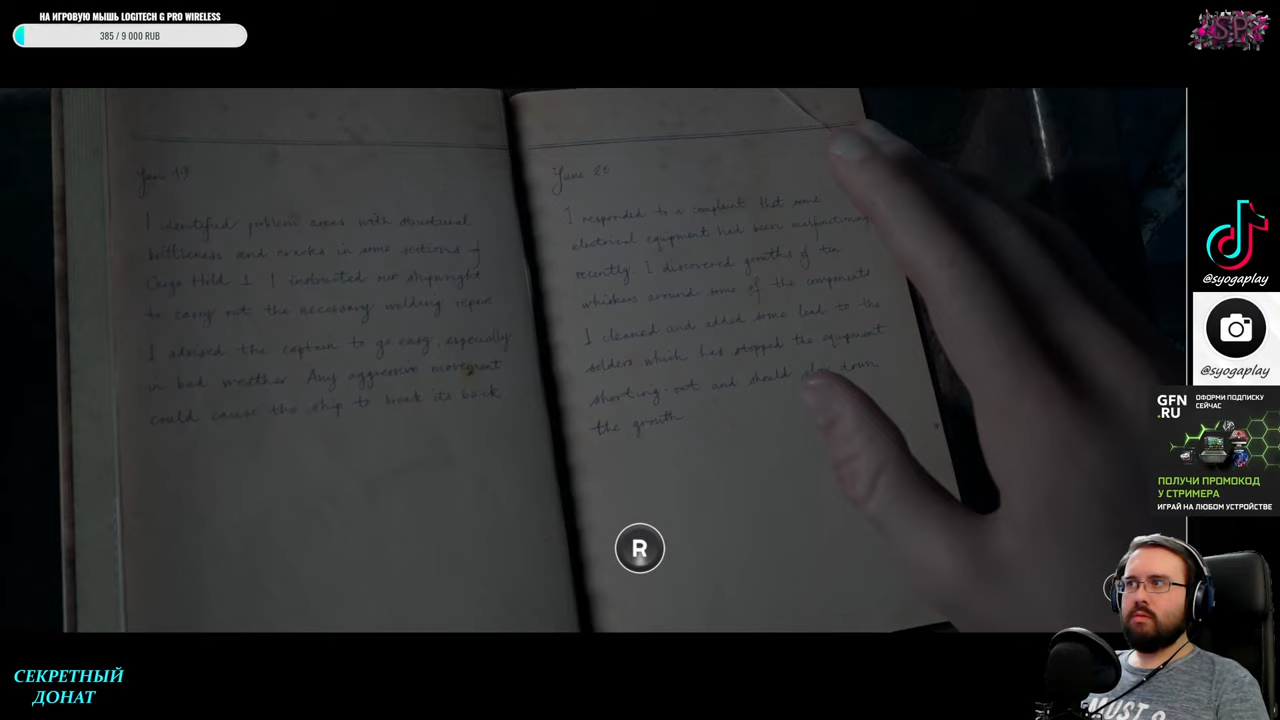 НА ИГРОВУЮ МЫШЬ LOGITECH G PRO WIRELESS
385 / 9 000 RUB
SP
June 19
I identified problem areas with structural
brittleness and cracks in some sections of
Cargo Hold 1. I instructed our shipwright
to carry out the necessary welding repairs
I advised the captain to go easy, especially
in bad weather. Any aggressive movement
could cause the ship to break its back
June 20
I responded to a complaint that some
electrical equipment had been malfunctioning
recently. I discovered growths of tin
whiskers around some of the components
I cleaned and added some lead to the
solders which has stopped the equipment
shorting-out and should slow down
the growth
R
@syogaplay
@syogaplay
GFN
.RU
ОФОРМИ ПОДПИСКУ
СЕЙЧАС
ПОЛУЧИ ПРОМОКОД
У СТРИМЕРА
ИГРАЙ НА ЛЮБОМ УСТРОЙСТВЕ
СЕКРЕТНЫЙ
ДОНАТ
MUST